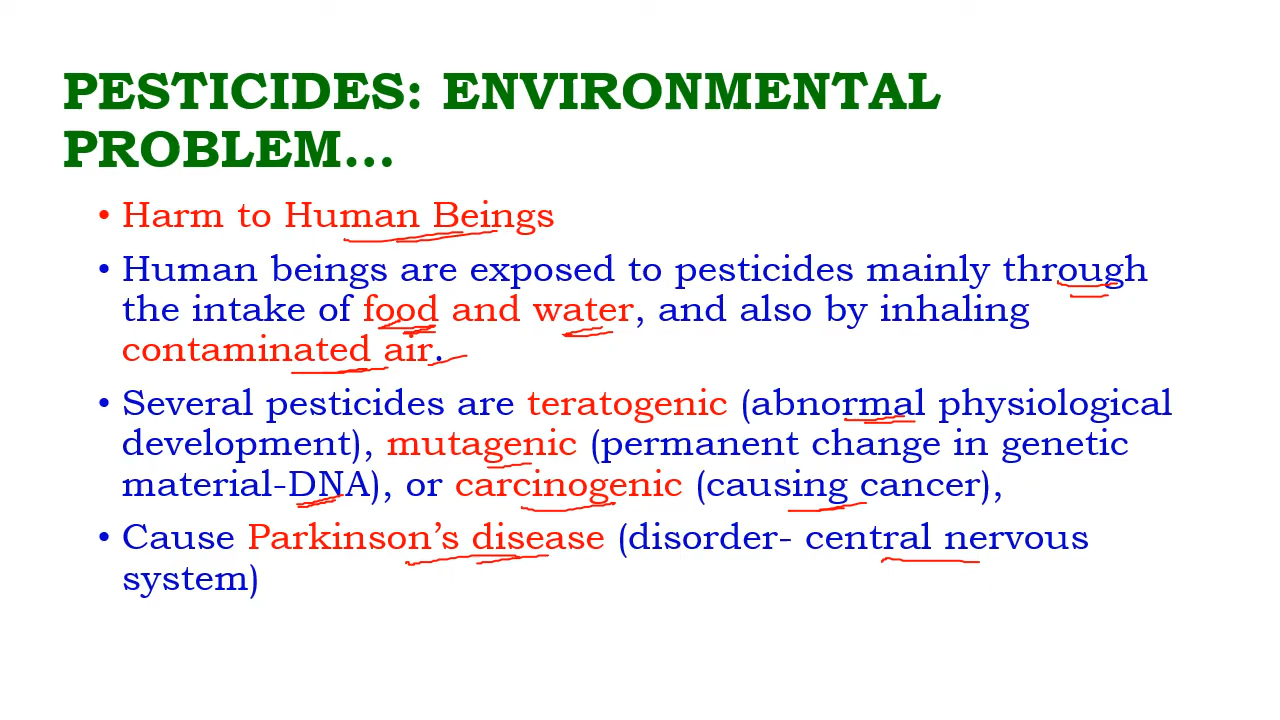 PESTICIDES: ENVIRONMENTAL
PROBLEM...
• Harm to Human Beings
• Human beings are exposed to pesticides mainly through
the intake of food and water, and also by inhaling
contaminated air.
• Several pesticides are teratogenic (abnormal physiological
development), mutagenic (permanent change in genetic
material-DNA), or carcinogenic (causing cancer),
• Cause Parkinson’s disease (disorder- central nervous
system)